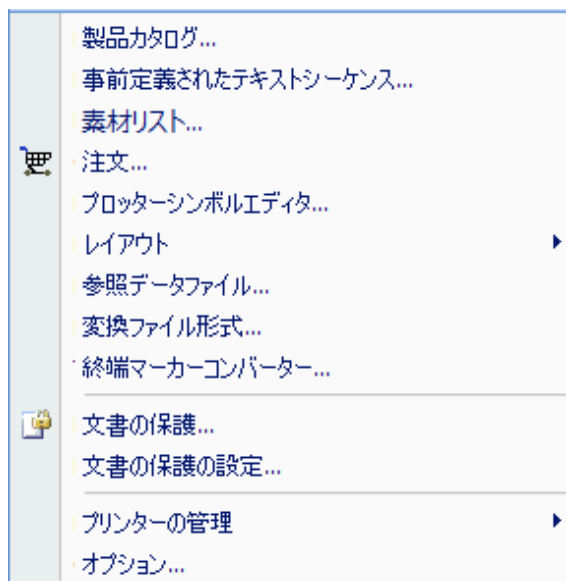 製品カタログ...
事前定義されたテキストシーケンス...
素材リスト...
注文...
プロッターシンボルエディタ...
レイアウト
参照データファイル...
変換ファイル形式...
終端マーカーコンバーター...
文書の保護...
文書の保護の設定...
プリンターの管理
オプション...